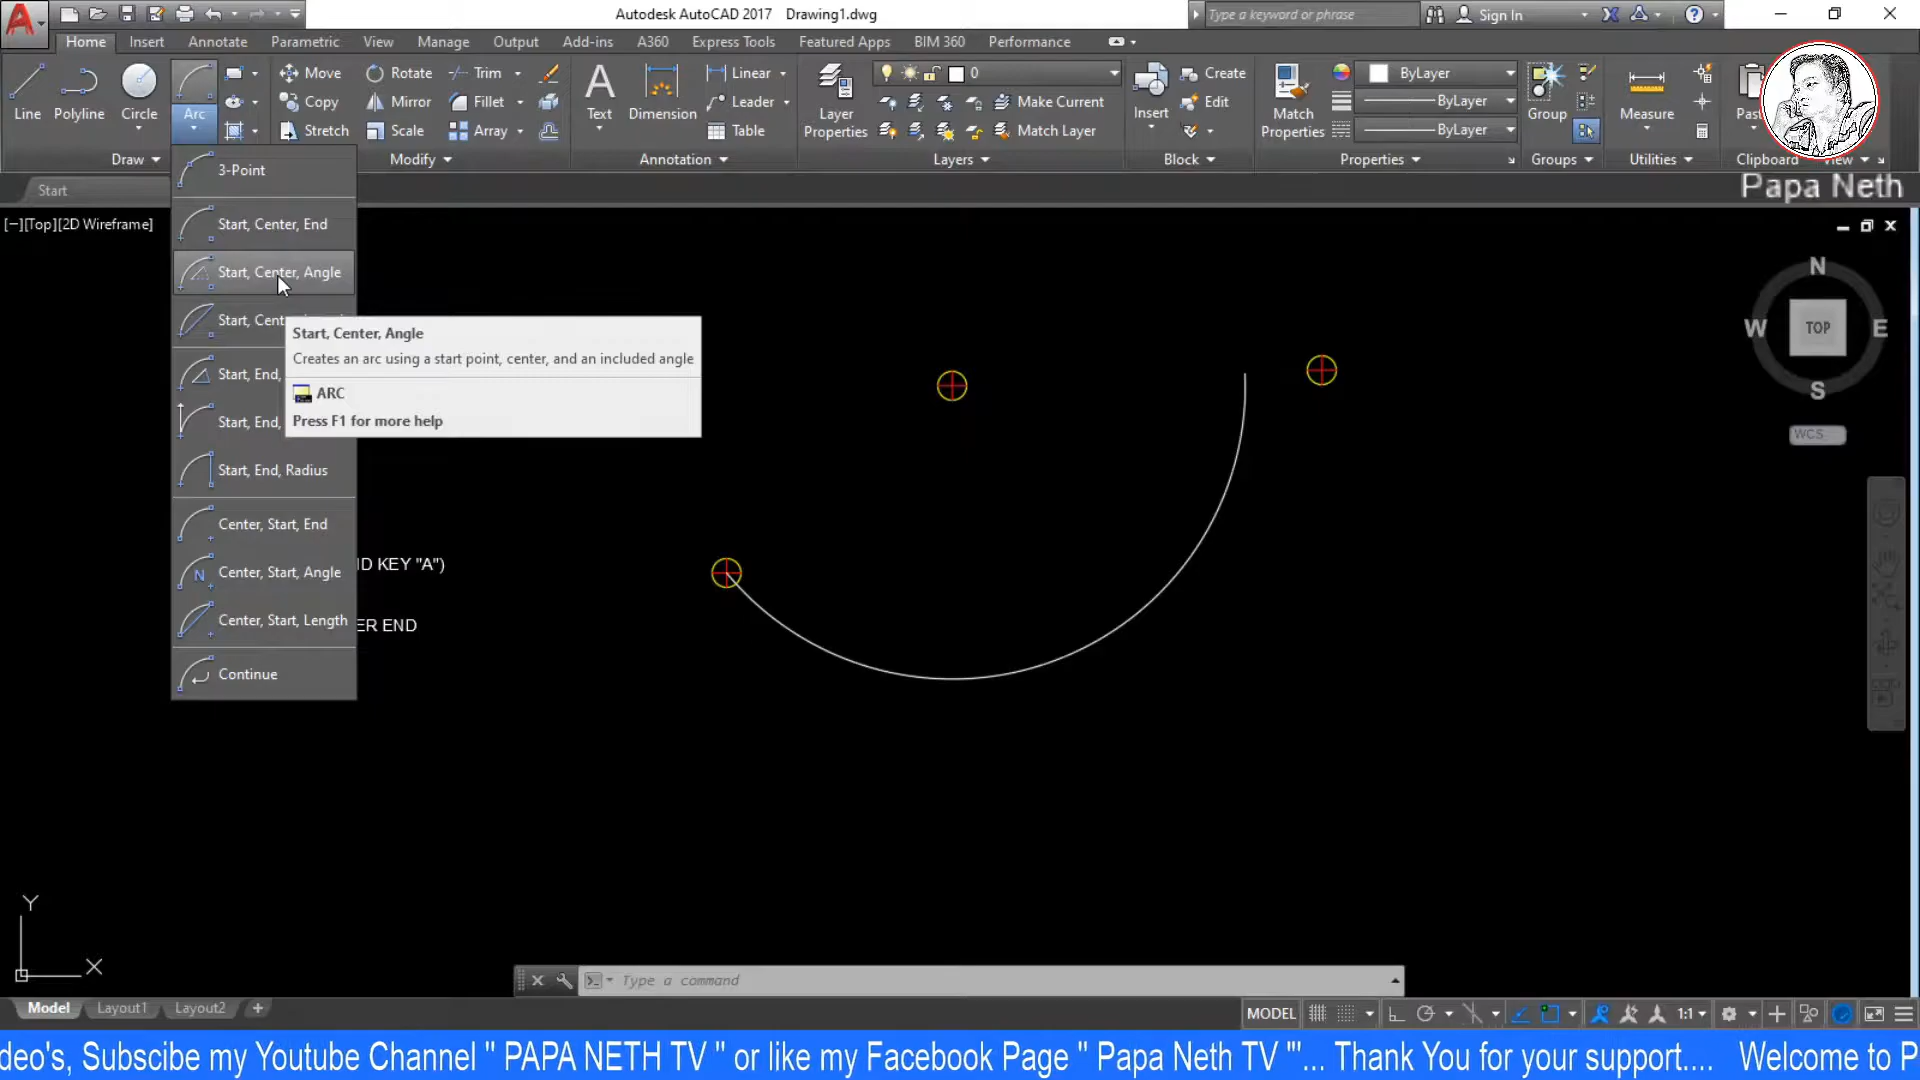 Autodesk AutoCAD 2017 Drawing1.dwg
Type a keyword or phrase
Sign In
Home Insert Annotate Parametric View Manage Output Add-ins A360 Express Tools Featured Apps BIM 360 Performance
Line Polyline Circle Arc
Move Rotate Trim
Copy Mirror Fillet
Stretch Scale Array
Text Dimension
Linear
Leader
Table
Layer Properties
0
Make Current
Match Layer
Insert
Create
Edit
Match Properties
ByLayer
ByLayer
ByLayer
Group Measure
Draw Modify Annotation Layers Block Properties Groups Utilities Clipboard View
Papa Neth
Start
[−][Top][2D Wireframe]
3-Point
Start, Center, End
Start, Center, Angle
Start,
Start, End,
Start, End,
Start, End, Radius
Center, Start, End
Center, Start, Angle
Center, Start, Length
Continue
Start, Center, Angle
Creates an arc using a start point, center, and an included angle
ARC
Press F1 for more help
KEY "A")
END
N
W TOP E
S
WCS
Y
X
Type a command
Model Layout1 Layout2 +
MODEL
1:1
Subscibe my Youtube Channel " PAPA NETH TV " or like my Facebook Page " Papa Neth TV "'... Thank You for your support.... Welcome to